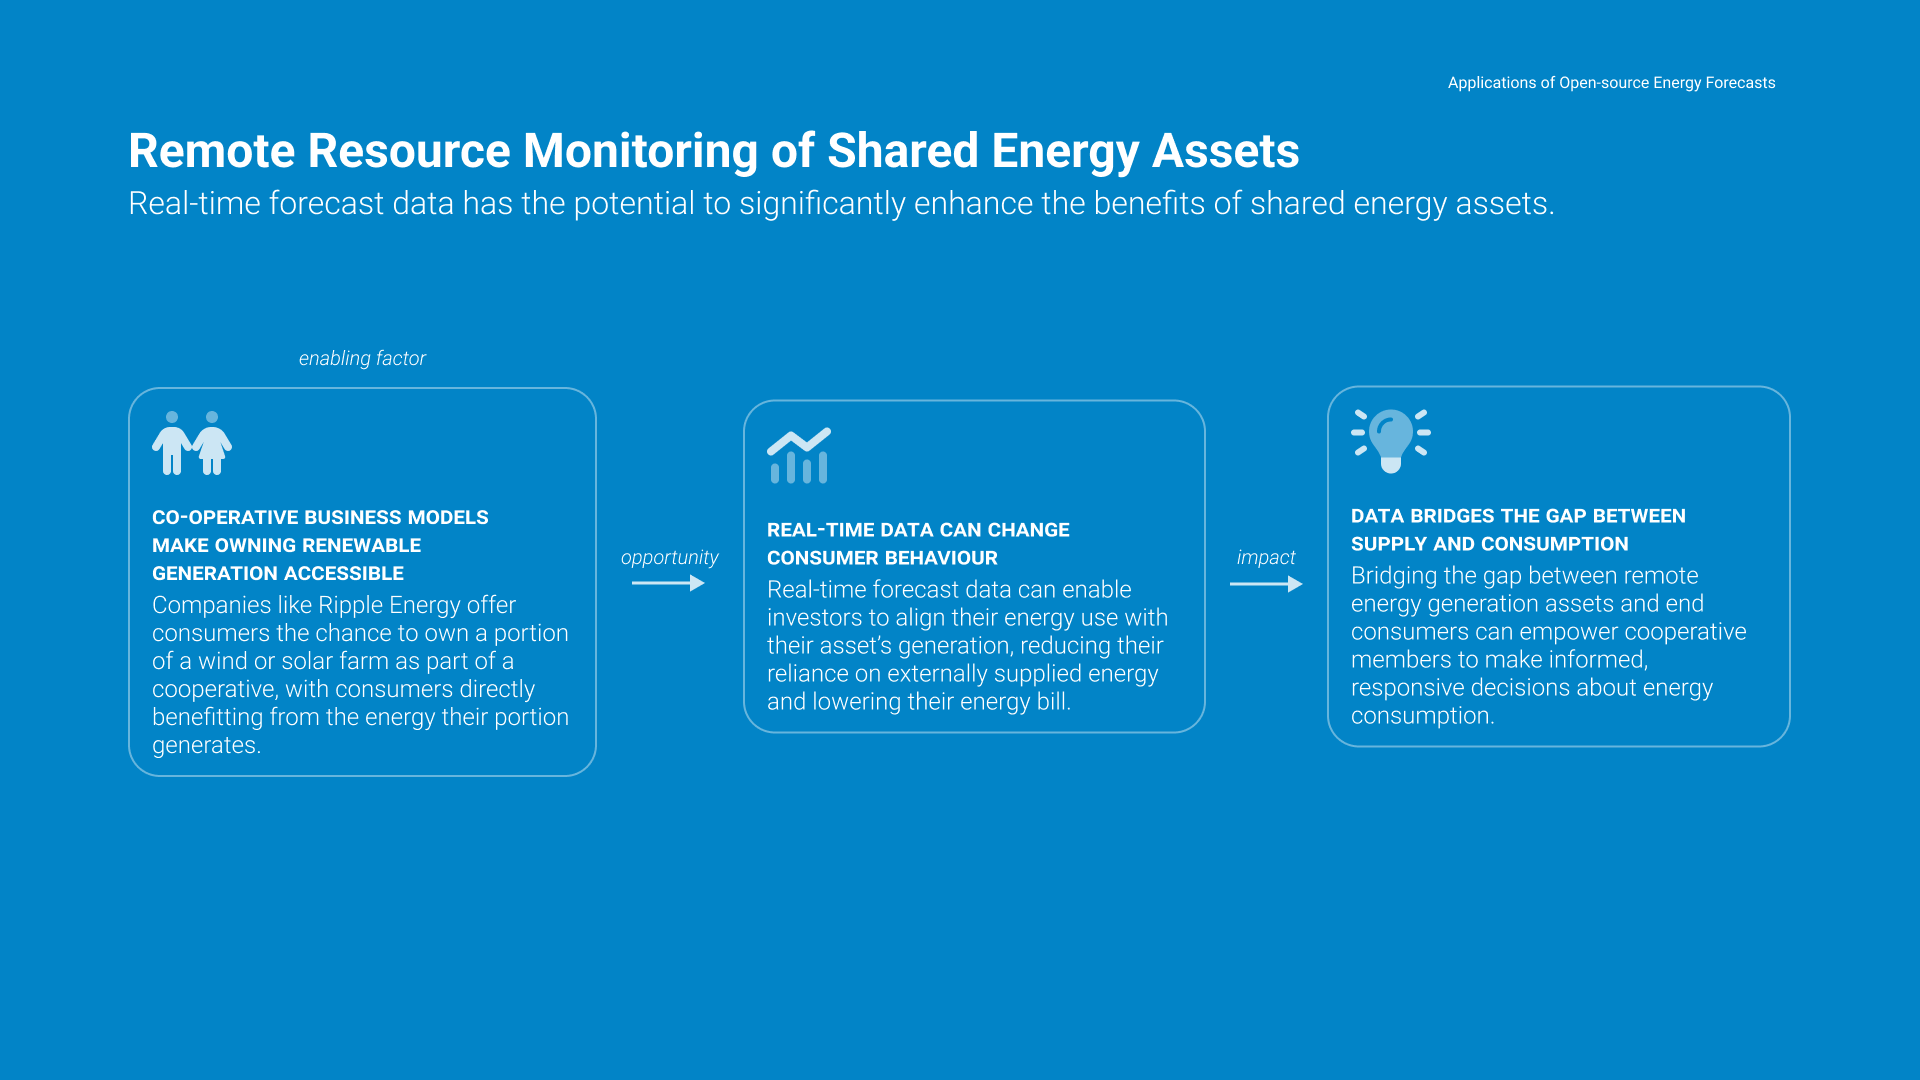 Applications of Open-source Energy Forecasts
Remote Resource Monitoring of Shared Energy Assets
Real-time forecast data has the potential to significantly enhance the benefits of shared energy assets.
enabling factor
CO-OPERATIVE BUSINESS MODELS
MAKE OWNING RENEWABLE
GENERATION ACCESSIBLE
Companies like Ripple Energy offer
consumers the chance to own a portion
of a wind or solar farm as part of a
cooperative, with consumers directly
benefitting from the energy their portion
generates.
opportunity
REAL-TIME DATA CAN CHANGE
CONSUMER BEHAVIOUR
Real-time forecast data can enable
investors to align their energy use with
their asset's generation, reducing their
reliance on externally supplied energy
and lowering their energy bill.
impact
DATA BRIDGES THE GAP BETWEEN
SUPPLY AND CONSUMPTION
Bridging the gap between remote
energy generation assets and end
consumers can empower cooperative
members to make informed,
responsive decisions about energy
consumption.